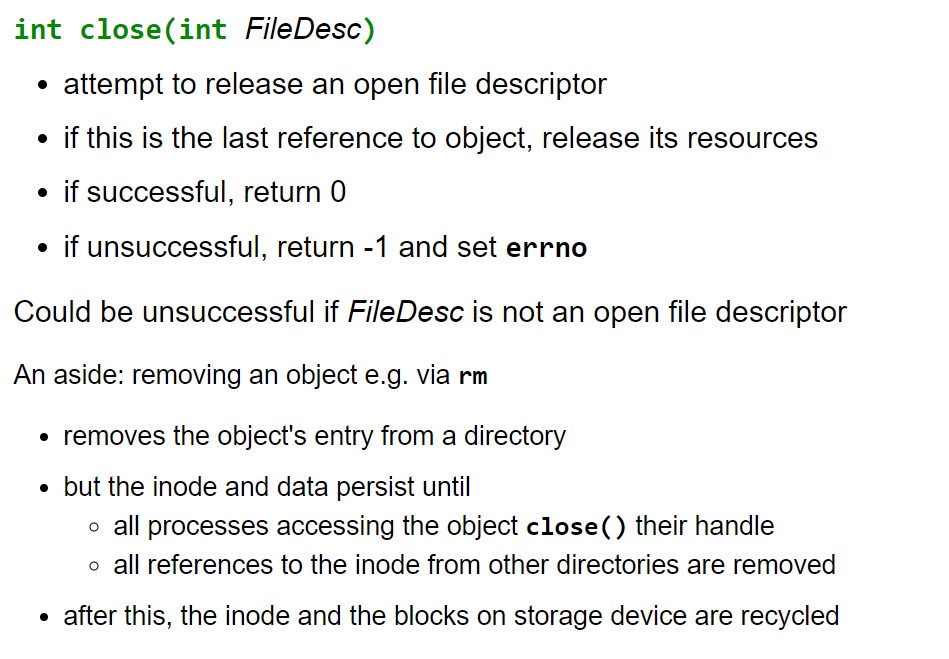 int close(int FileDesc)
• attempt to release an open file descriptor
• if this is the last reference to object, release its resources
• if successful, return 0
• if unsuccessful, return -1 and set errno
Could be unsuccessful if FileDesc is not an open file descriptor
An aside: removing an object e.g. via rm
• removes the object's entry from a directory
• but the inode and data persist until
◦ all processes accessing the object close() their handle
◦ all references to the inode from other directories are removed
• after this, the inode and the blocks on storage device are recycled